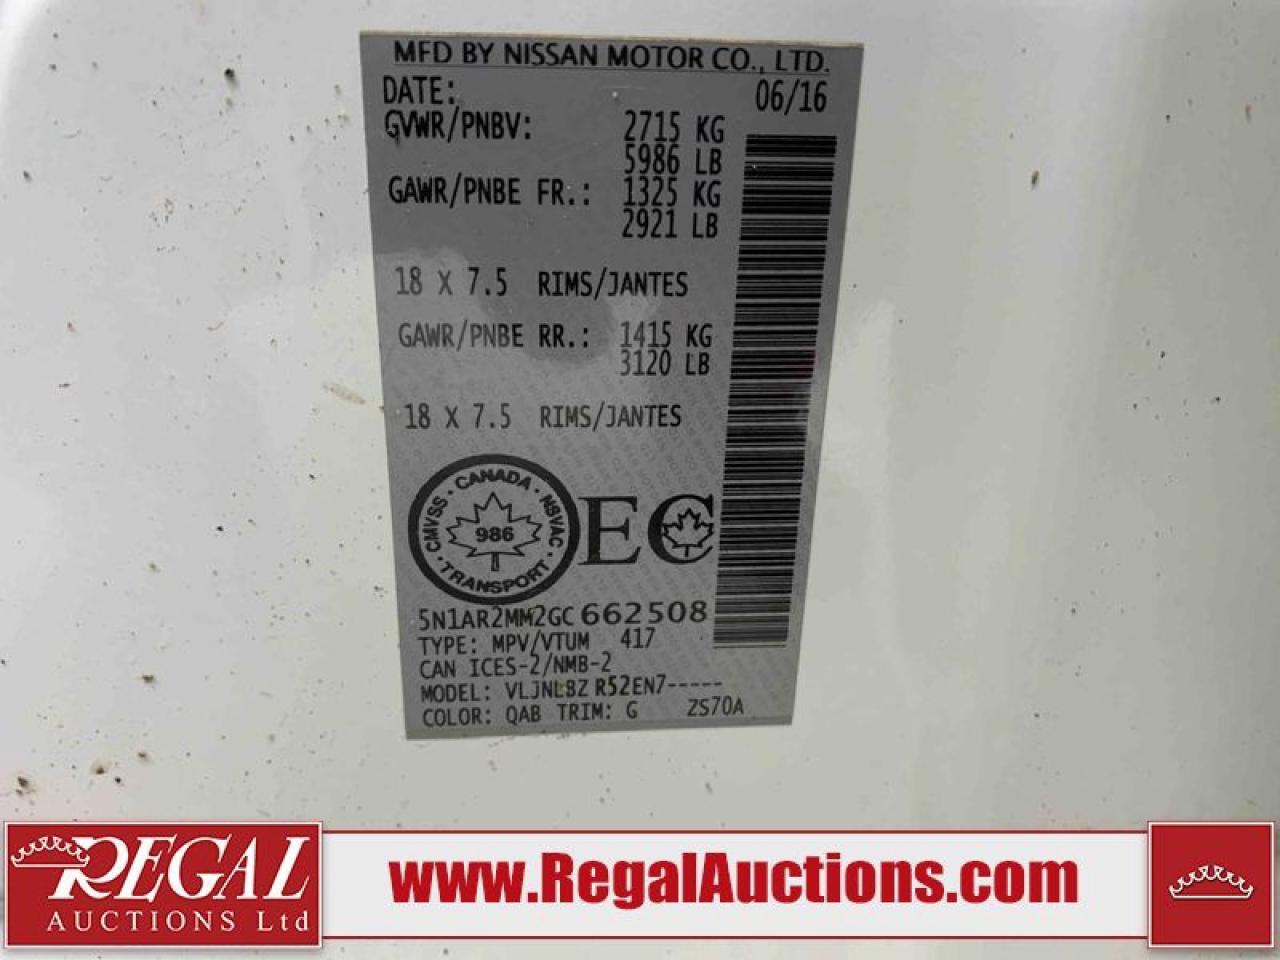 MFD BY NISSAN MOTOR CO., LTD.
DATE: 06/16
GVWR/PNBV: 2715 KG
5986 LB
GAWR/PNBE FR.: 1325 KG
2921 LB
18 X 7.5 RIMS/JANTES
GAWR/PNBE RR.: 1415 KG
3120 LB
18 X 7.5 RIMS/JANTES
CANADA · NSVAC · TRANSPORT · CMVSS ·
986
EC
5N1AR2MM2GC662508
TYPE: MPV/VTUM 417
CAN ICES-2/NMB-2
MODEL: VLJNLBZ R52EN7-----
COLOR: QAB TRIM: G ZS70A
REGAL
AUCTIONS Ltd
www.RegalAuctions.com